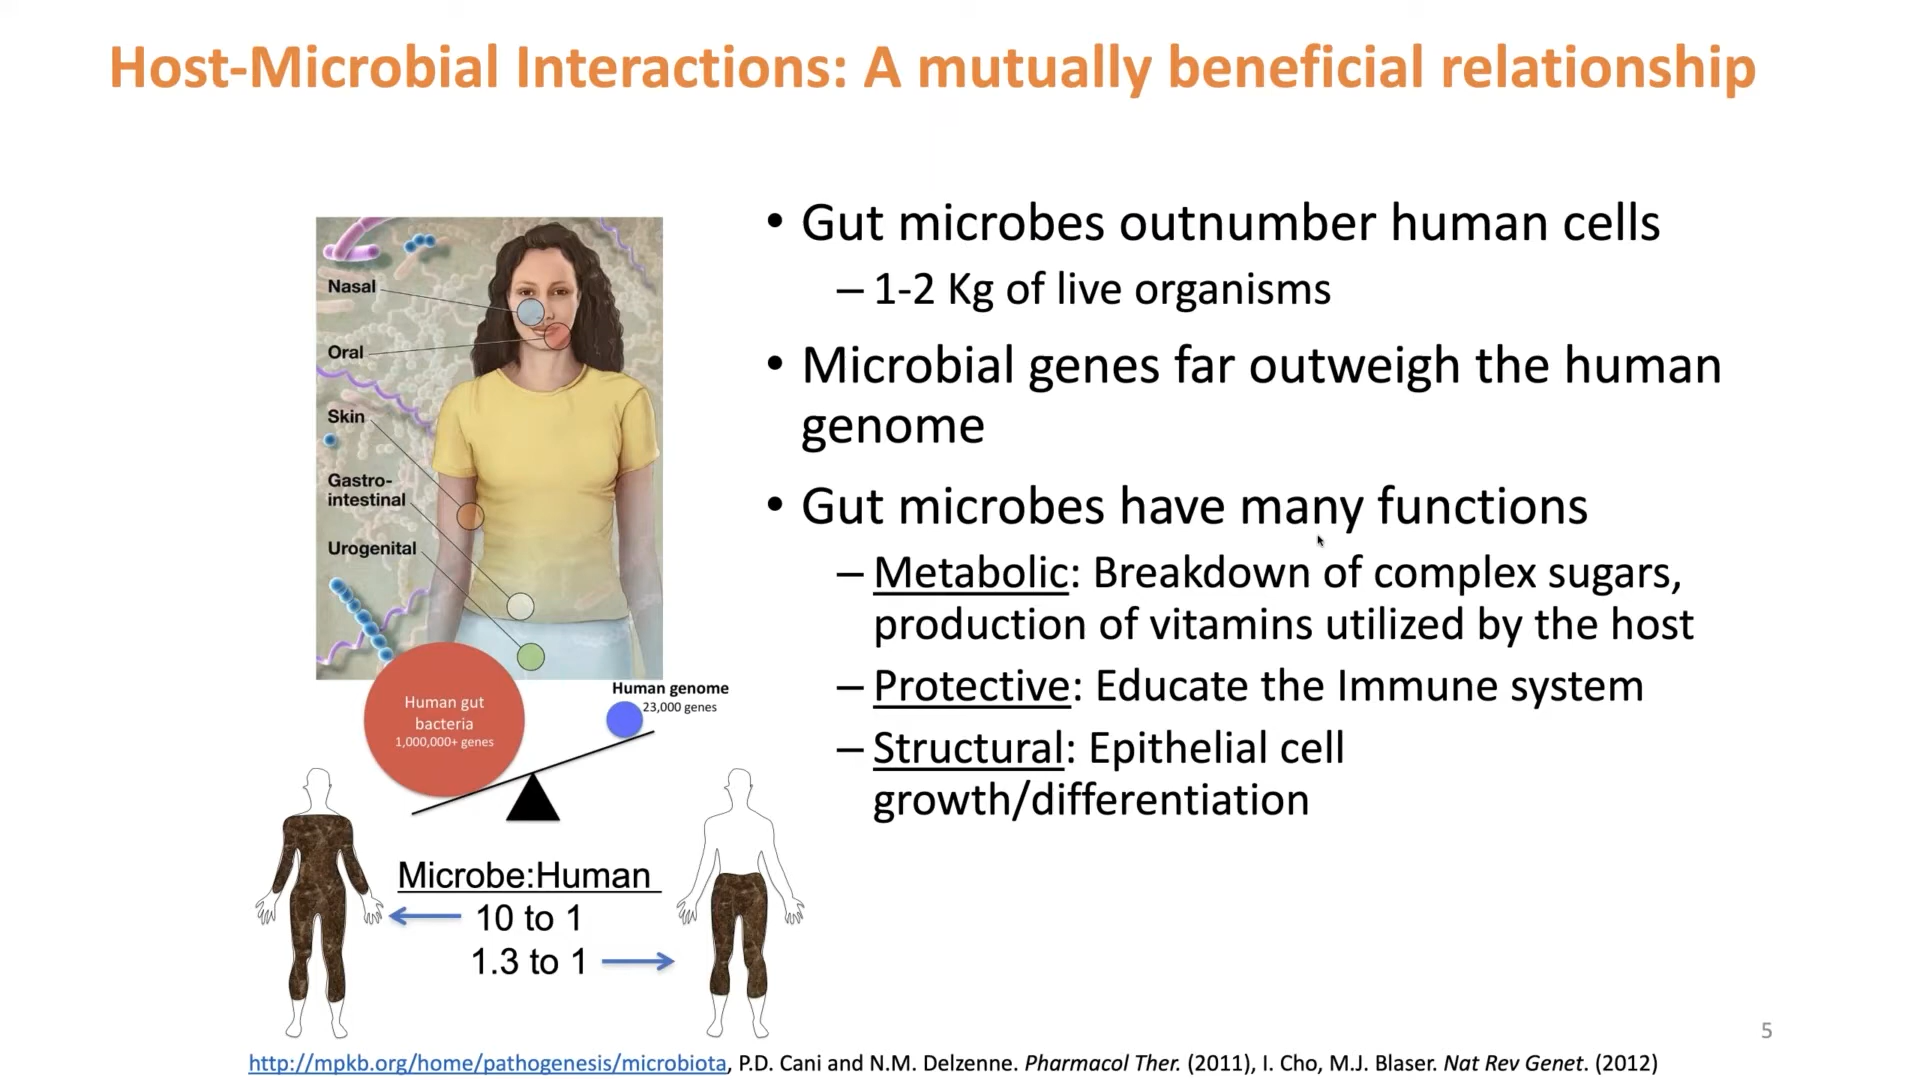 Host-Microbial Interactions: A mutually beneficial relationship
Nasal
Oral
Skin
Gastro-
intestinal
Urogenital
Human gut
bacteria
1,000,000+ genes
Human genome
23,000 genes
Microbe:Human
10 to 1
1.3 to 1
• Gut microbes outnumber human cells
– 1-2 Kg of live organisms
• Microbial genes far outweigh the human
genome
• Gut microbes have many functions
– Metabolic: Breakdown of complex sugars,
production of vitamins utilized by the host
– Protective: Educate the Immune system
– Structural: Epithelial cell
growth/differentiation
5
http://mpkb.org/home/pathogenesis/microbiota, P.D. Cani and N.M. Delzenne. Pharmacol Ther. (2011), I. Cho, M.J. Blaser. Nat Rev Genet. (2012)